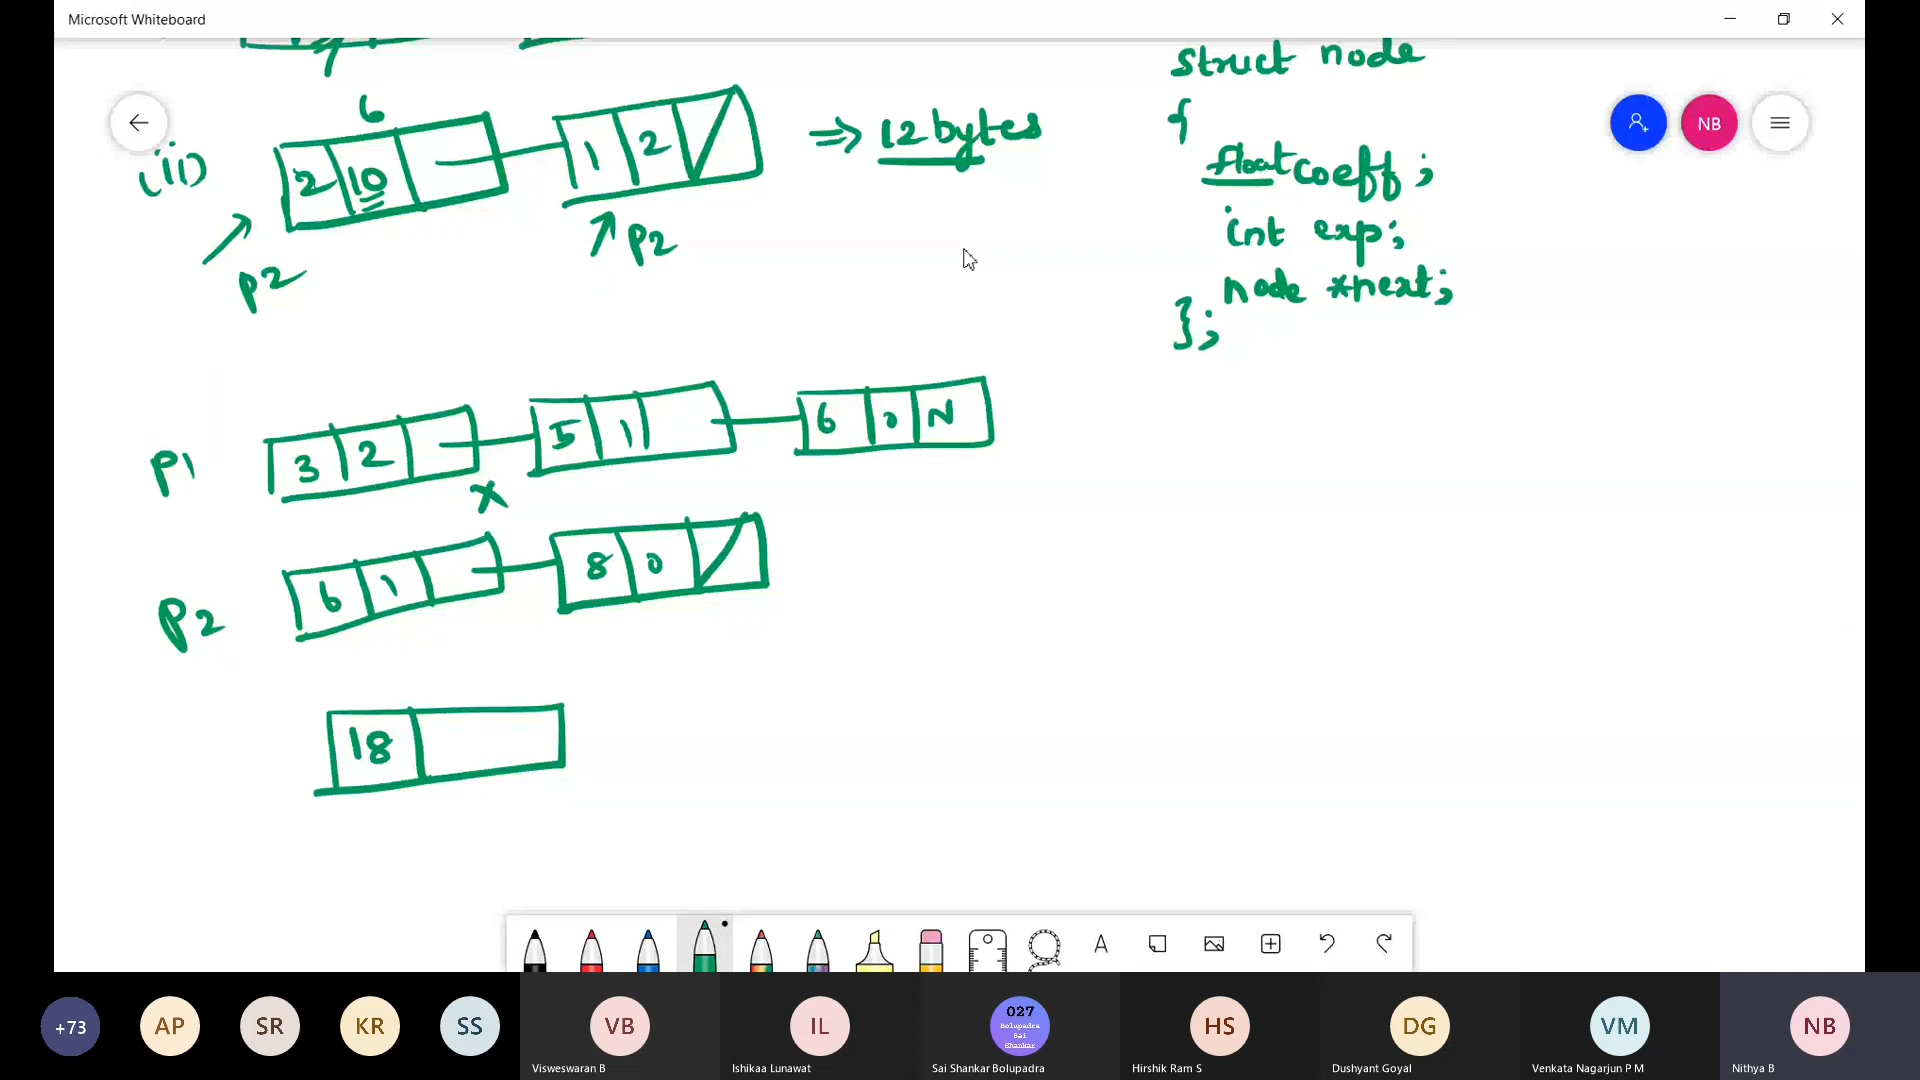 Microsoft Whiteboard
struct node
{
float coeff;
int exp;
node *next;
};
NB
6
(ii) 2 10 1 2 ⇒ 12 bytes
p2 p2
P1 3 2 5 1 6 0 N
x
P2 6 1 8 0
18
A
+73 AP SR KR SS VB IL 027 HS DG VM NB
Bolupadra
Sai
Shankar
Visweswaran B Ishikaa Lunawat Sai Shankar Bolupadra Hirshik Ram S Dushyant Goyal Venkata Nagarjun P M Nithya B